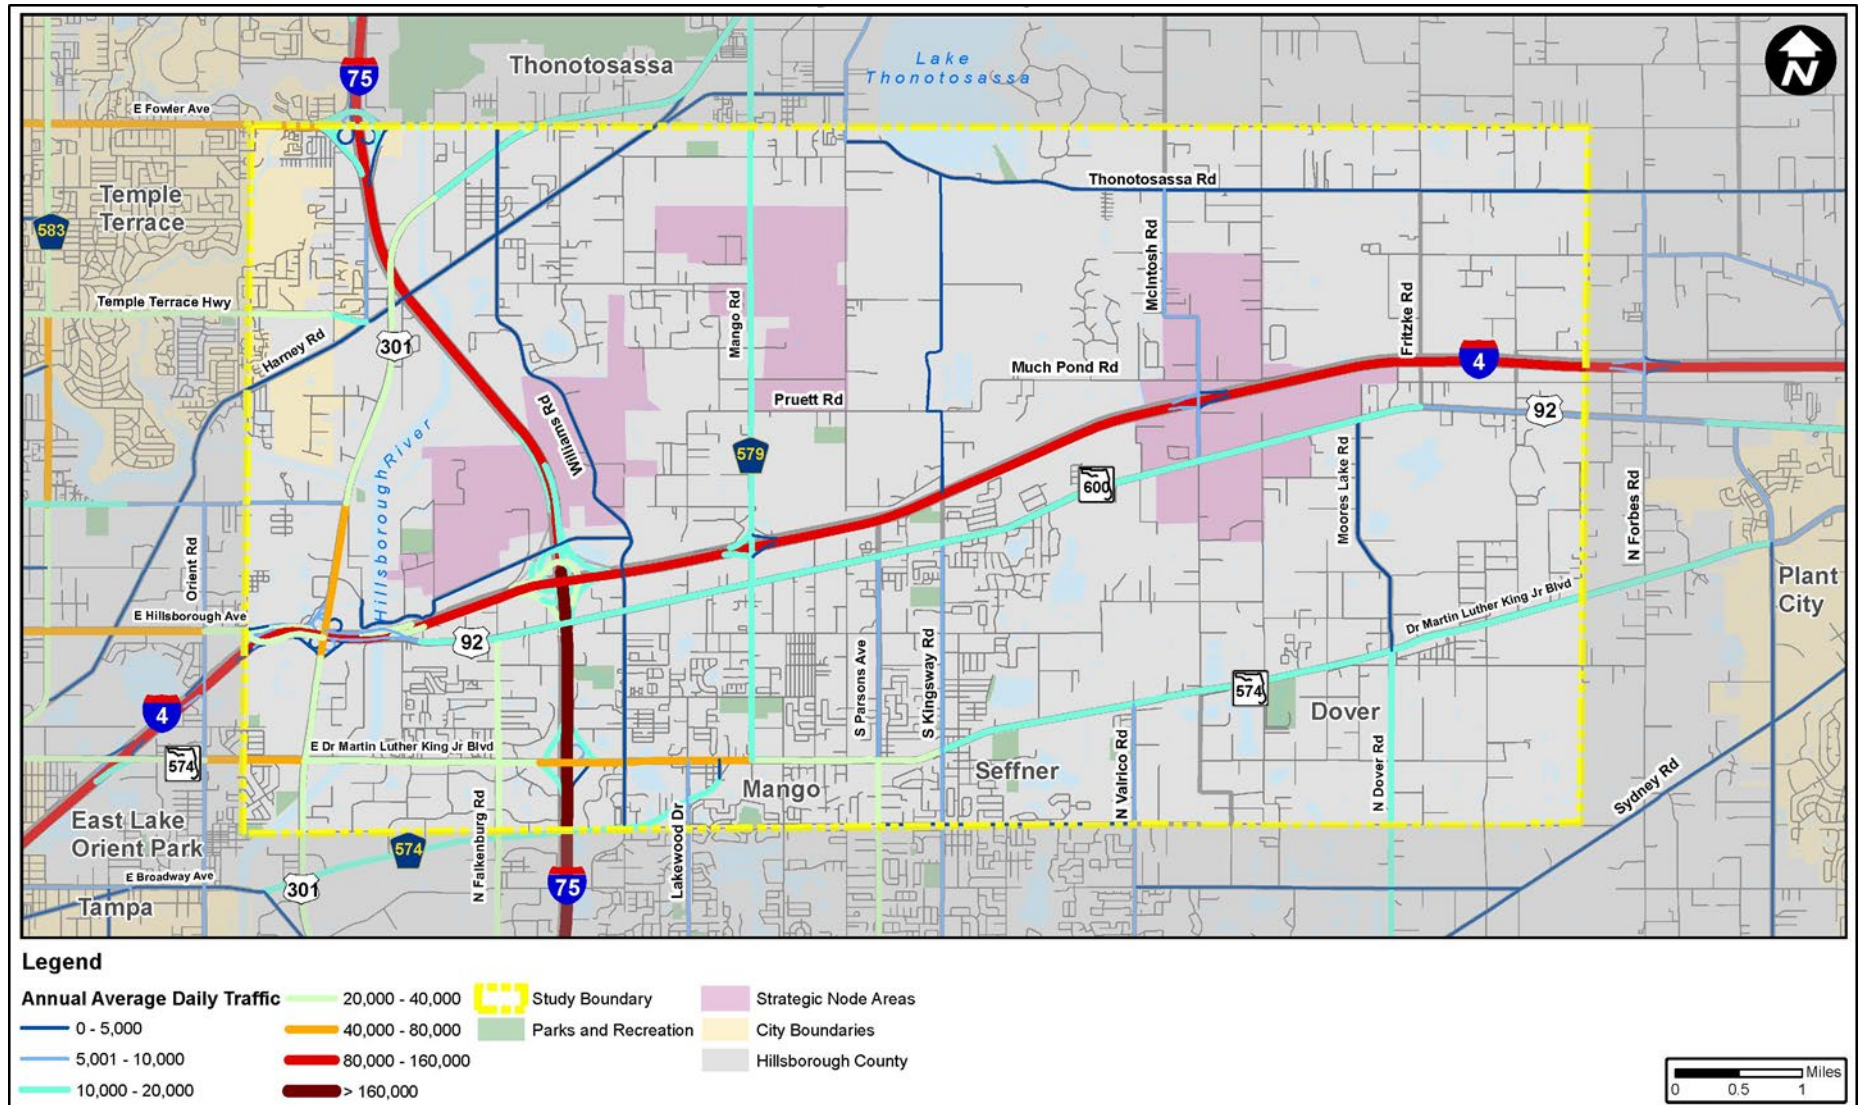 75
Thonotosassa
Lake
Thonotosassa
N
E Fowler Ave
Temple
Terrace
583
Thonotosassa Rd
McIntosh Rd
Temple Terrace Hwy
Harney Rd
301
Mango Rd
Fritzke Rd
4
Much Pond Rd
Pruett Rd
92
Williams Rd
Hillsborough River
579
600
Moores Lake Rd
N Forbes Rd
Orient Rd
E Hillsborough Ave
92
Plant
City
Dr Martin Luther King Jr Blvd
S Parsons Ave
N Kingsway Rd
4
574
574
Dover
E Dr Martin Luther King Jr Blvd
Seffner
Mango
N Valrico Rd
N Dover Rd
Sydney Rd
East Lake
Orient Park
574
N Falkenburg Rd
Lakewood Dr
E Broadway Ave
301
75
Tampa
Legend
Annual Average Daily Traffic
0 - 5,000
5,001 - 10,000
10,000 - 20,000
20,000 - 40,000
40,000 - 80,000
80,000 - 160,000
> 160,000
Study Boundary
Parks and Recreation
Strategic Node Areas
City Boundaries
Hillsborough County
Miles
0 0.5 1